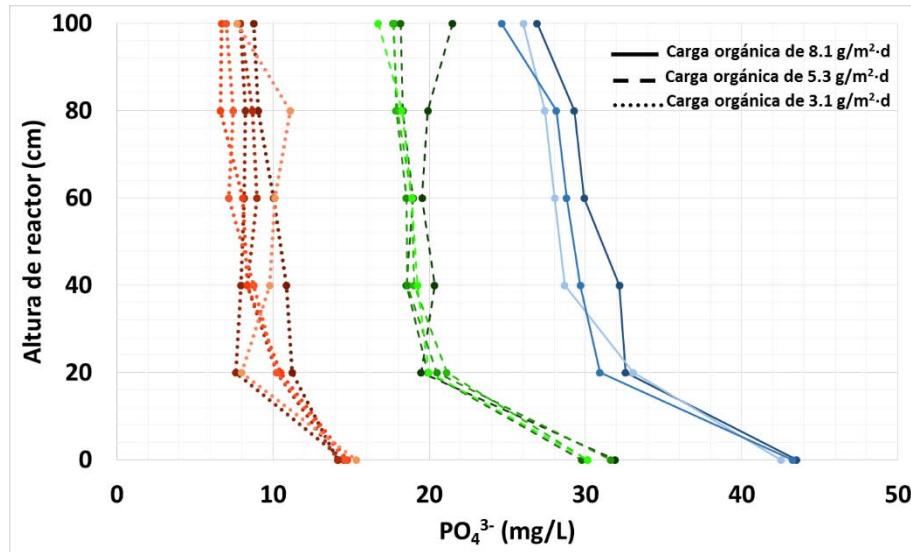 100
80
60
40
20
0
Altura de reactor (cm)
Carga orgánica de 8.1 g/m²·d
Carga orgánica de 5.3 g/m²·d
Carga orgánica de 3.1 g/m²·d
0 10 20 30 40 50
PO₄³⁻ (mg/L)